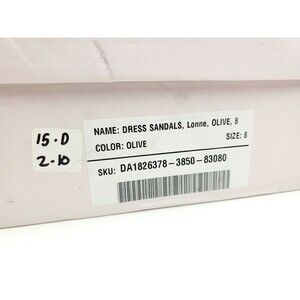 15.D
2-10
NAME: DRESS SANDALS, Lonne, OLIVE, 8
COLOR: OLIVE
SIZE: 8
SKU: DA1826378-3850-83080